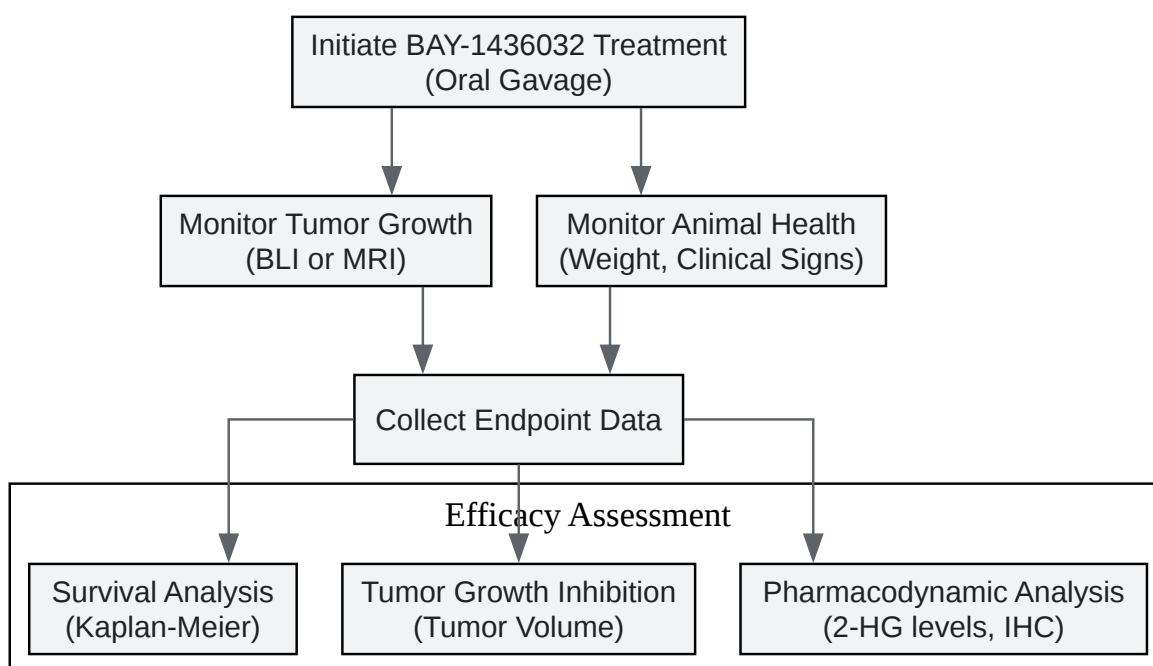 Initiate BAY-1436032 Treatment
(Oral Gavage)
Monitor Tumor Growth
(BLI or MRI)
Monitor Animal Health
(Weight, Clinical Signs)
Collect Endpoint Data
Efficacy Assessment
Survival Analysis
(Kaplan-Meier)
Tumor Growth Inhibition
(Tumor Volume)
Pharmacodynamic Analysis
(2-HG levels, IHC)